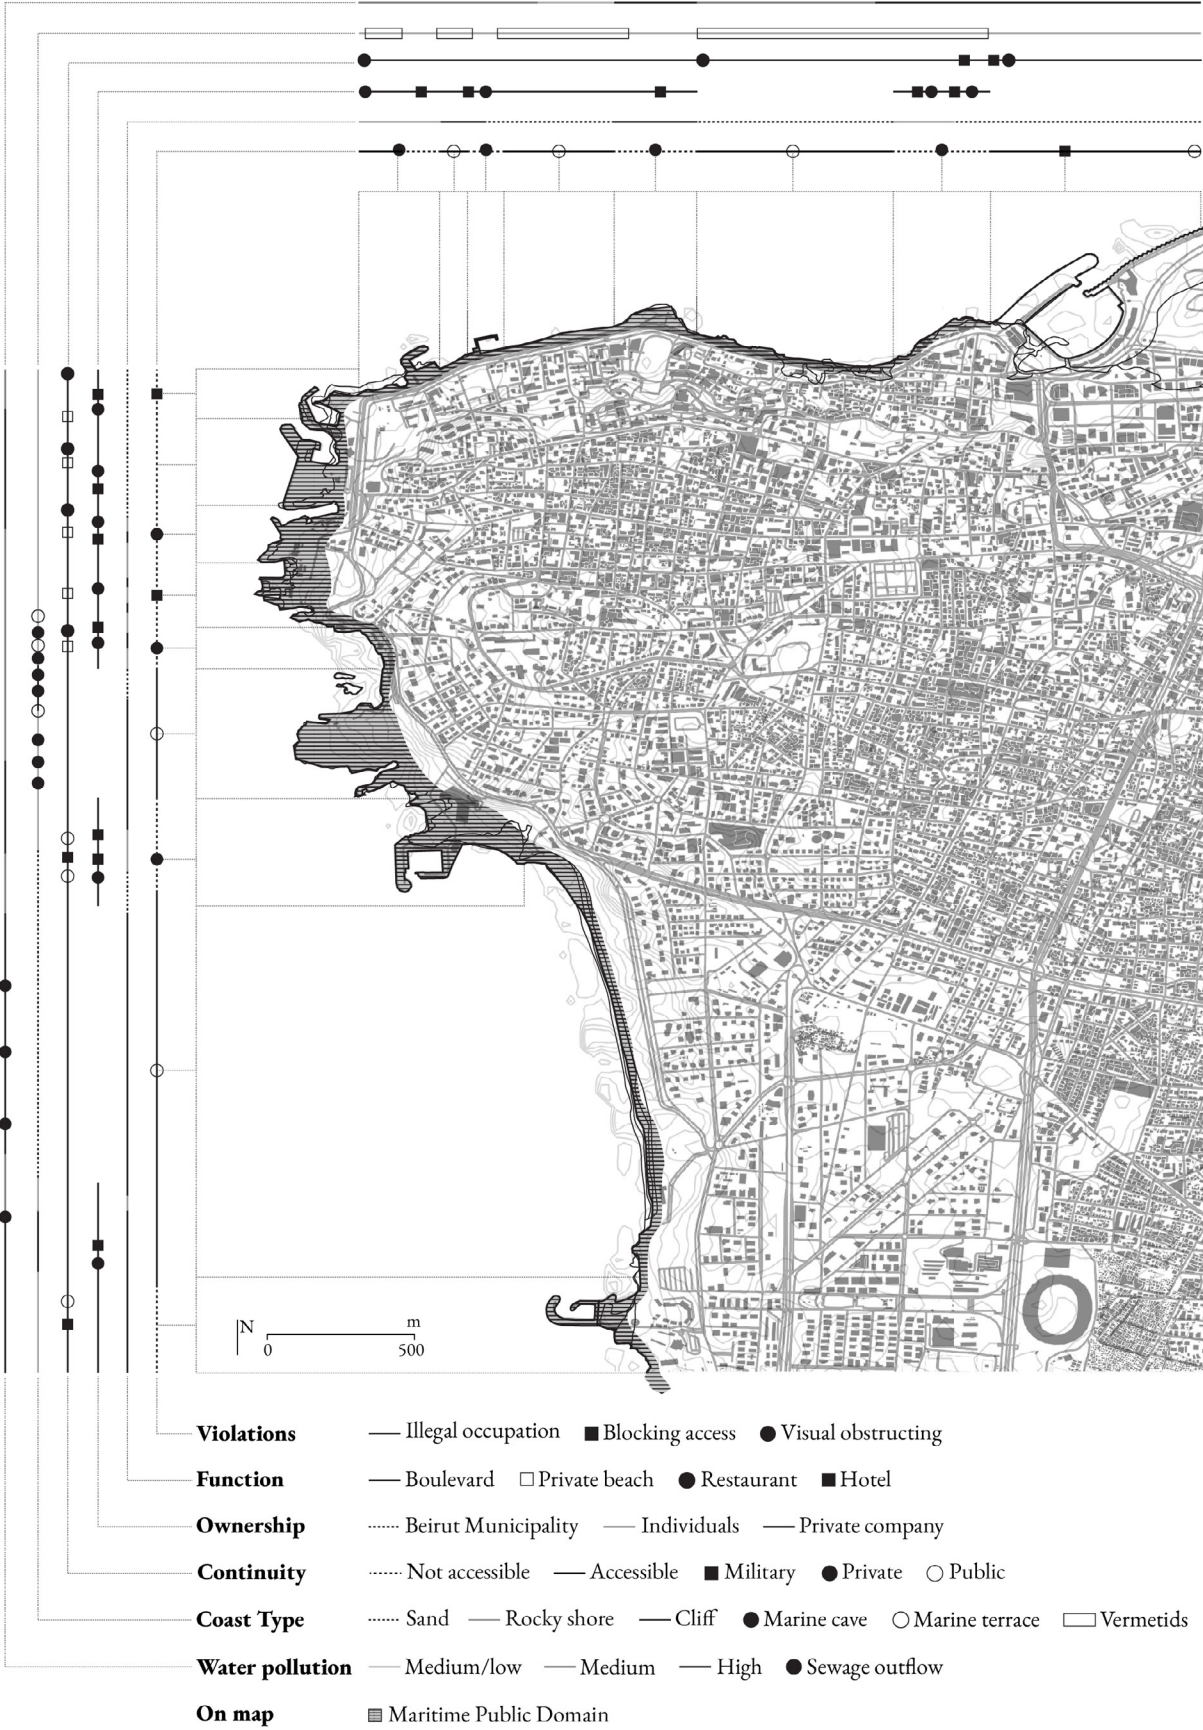 N
m
0 500
Violations Illegal occupation Blocking access Visual obstructing
Function Boulevard Private beach Restaurant Hotel
Ownership Beirut Municipality Individuals Private company
Continuity Not accessible Accessible Military Private Public
Coast Type Sand Rocky shore Cliff Marine cave Marine terrace Vermetids
Water pollution Medium/low Medium High Sewage outflow
On map Maritime Public Domain